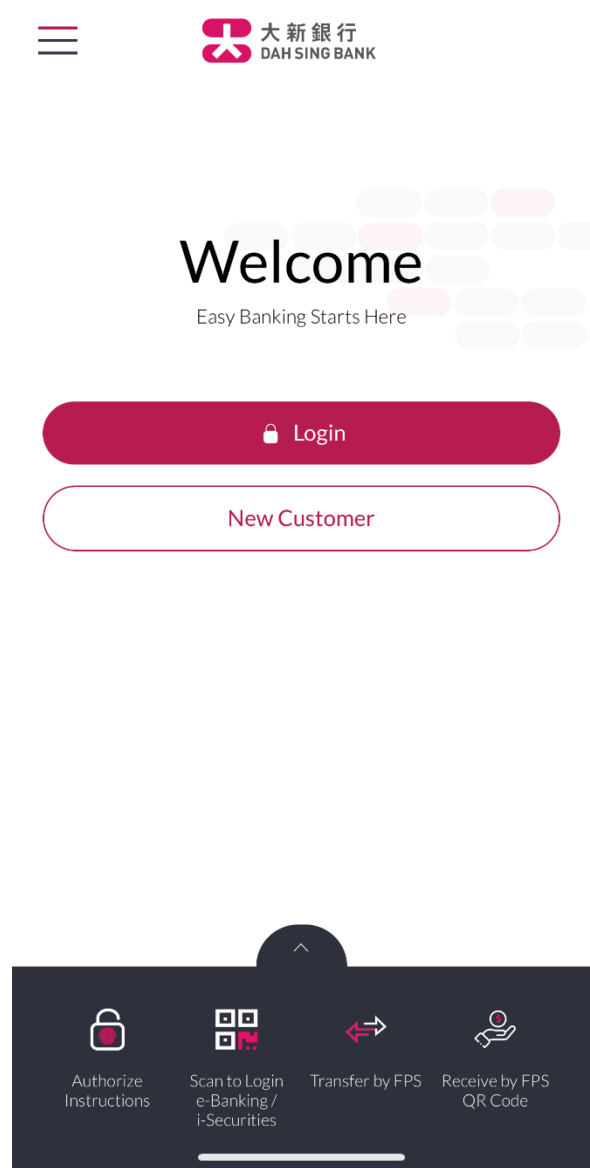 大新銀行
DAH SING BANK
Welcome
Easy Banking Starts Here
Login
New Customer
Authorize
Instructions
Scan to Login
e-Banking /
i-Securities
Transfer by FPS
Receive by FPS
QR Code